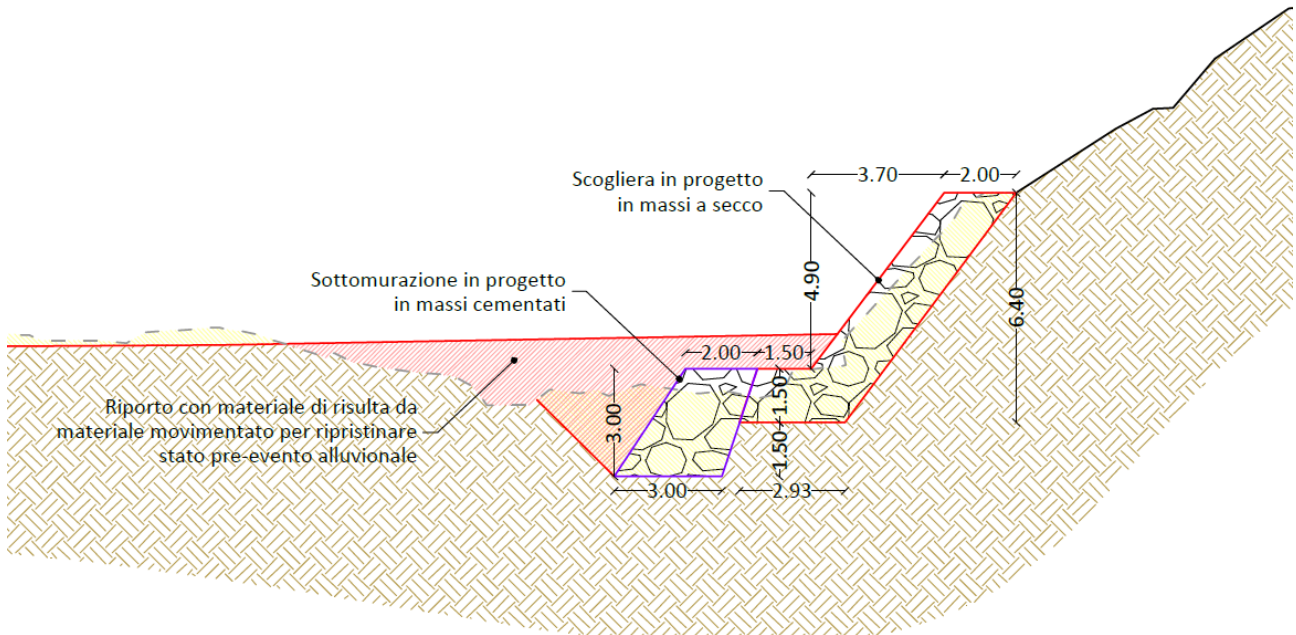 3.70
2.00
Scogliera in progetto
in massi a secco
4.90
6.40
Sottomurazione in progetto
in massi cementati
2.00
1.50
Riporto con materiale di risulta da
materiale movimentato per ripristinare
stato pre-evento alluvionale
3.00
1.50
1.50
3.00
2.93